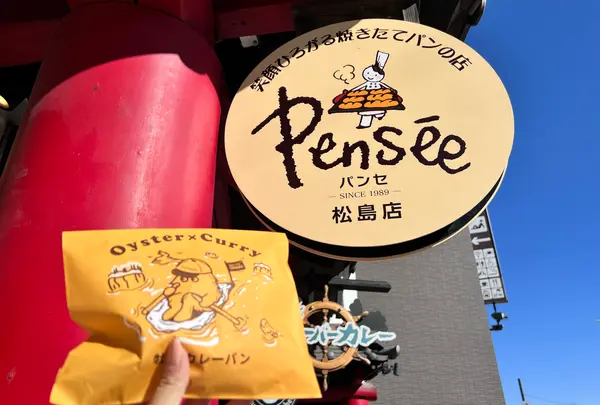 笑顔ひろがる焼きたてパンの店
Pensée
パンセ
SINCE 1989
松島店
Oyster×Curry
カレーパン
カレー